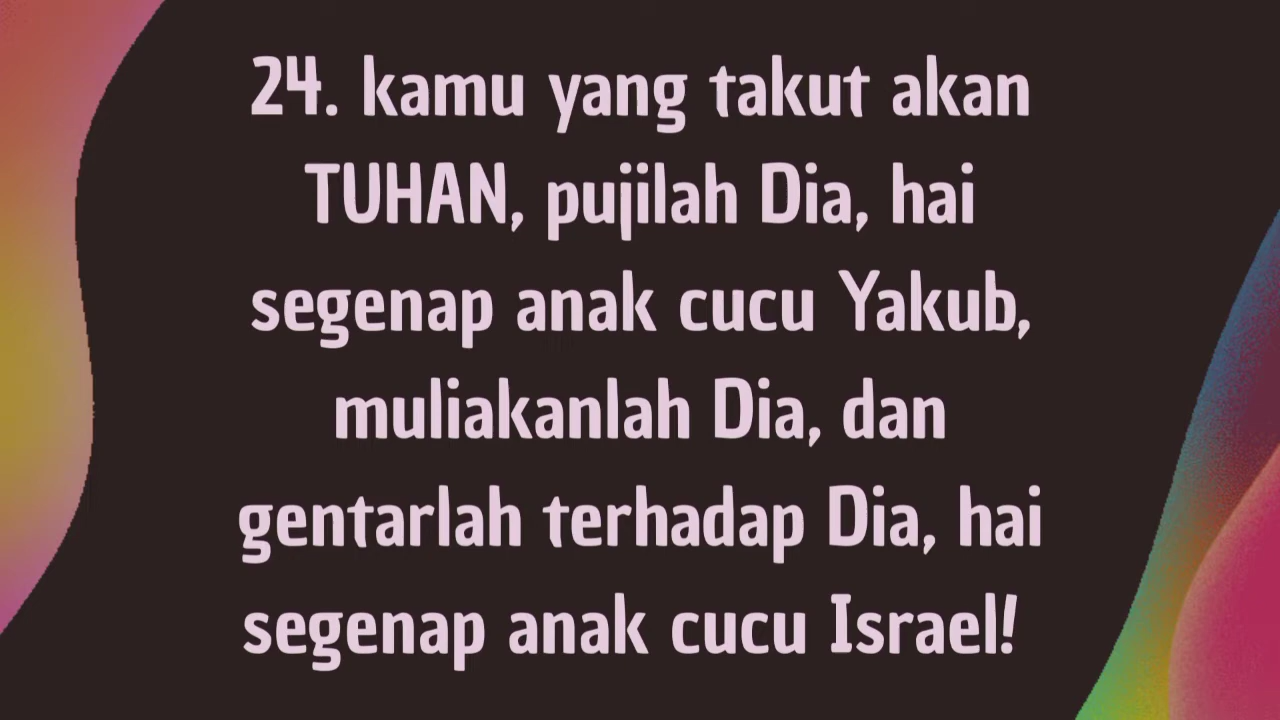 24. kamu yang takut akan
TUHAN, pujilah Dia, hai
segenap anak cucu Yakub,
muliakanlah Dia, dan
gentarlah terhadap Dia, hai
segenap anak cucu Israel!